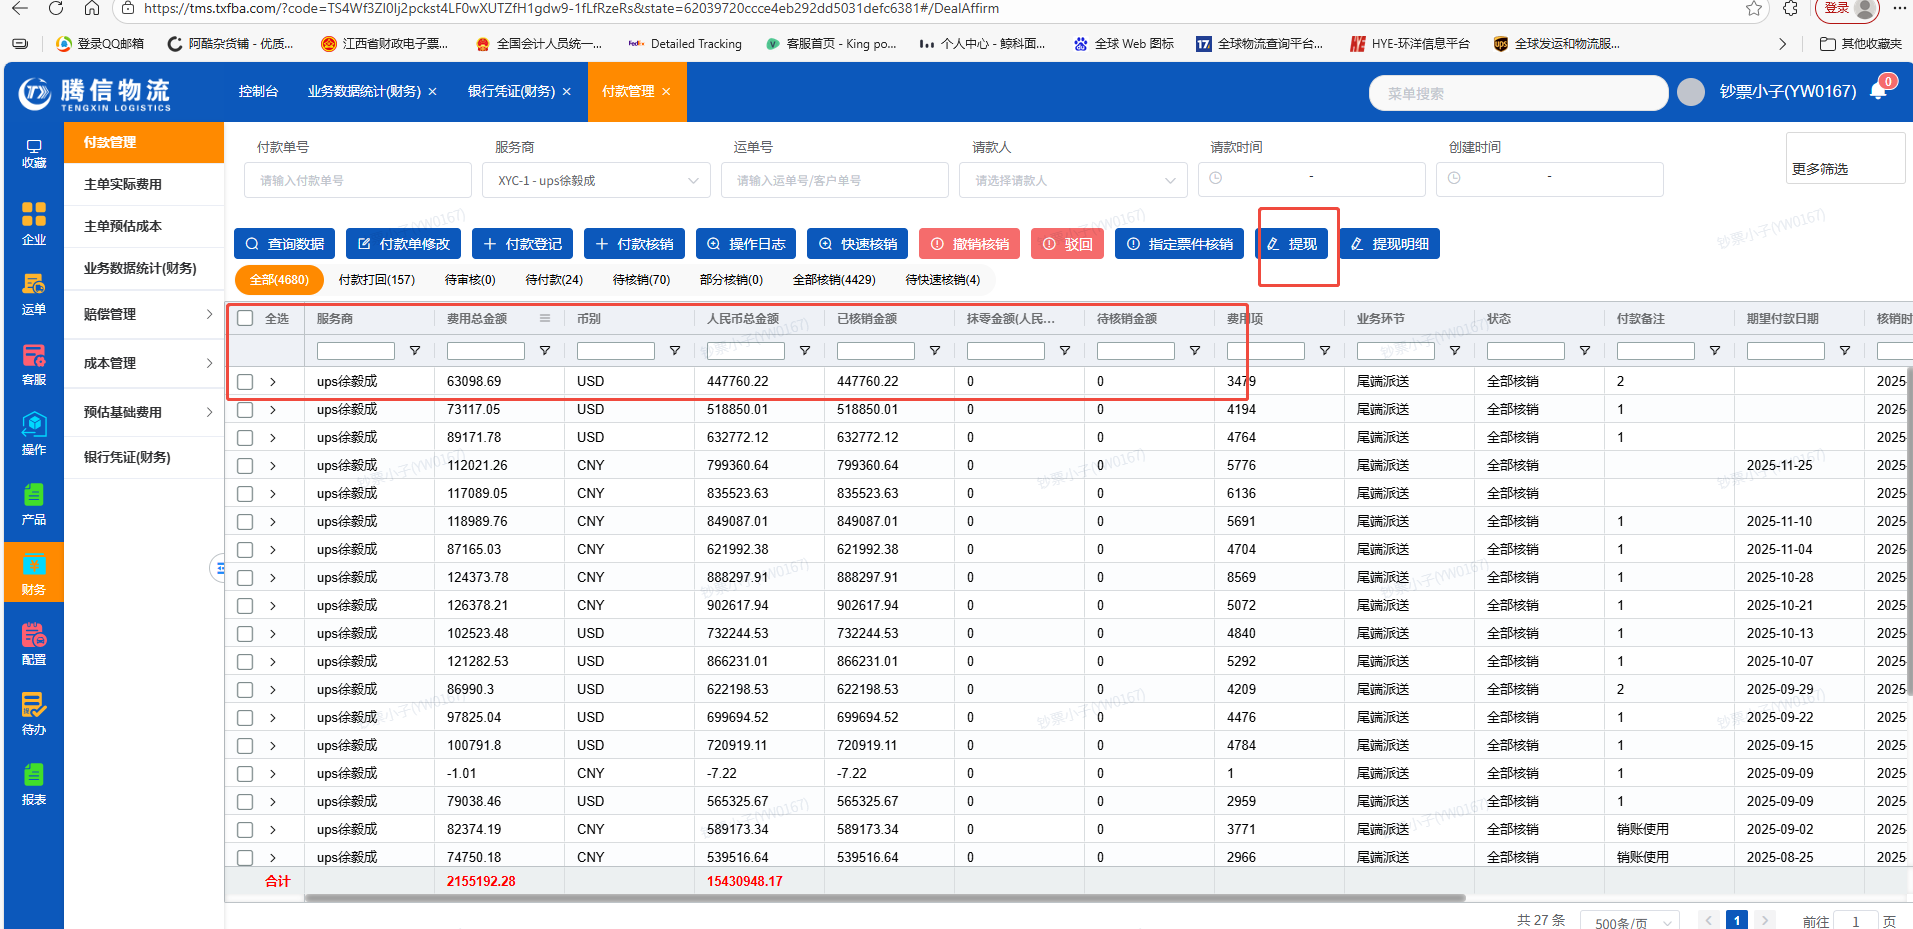 https://tms.txfba.com/?code=TS4Wf3ZI0Ij2pckst4LF0wXUTZfH1gdw9-1fLfRzeRs&state=62039720ccce4eb292dd5031defc6381#/DealAffirm 登录
登录QQ邮箱 阿酷杂货铺 - 优质... 江西省财政电子票... 全国会计人员统一... FedEx Detailed Tracking 客服首页 - King po... 个人中心 - 鲸科面... 全球 Web 图标 17 全球物流查询平台... HYE-环洋信息平台 ups 全球发运和物流服... 其他收藏夹
腾信物流 控制台 业务数据统计(财务) × 银行凭证(财务) × 付款管理 × 菜单搜索 钞票小子(YW0167) 0
TENGXIN LOGISTICS
收藏
企业
运单
客服
操作
产品
财务
配置
待办
报表
付款管理
主单实际费用
主单预估成本
业务数据统计(财务)
赔偿管理
成本管理
预估基础费用
银行凭证(财务)
付款单号 服务商 运单号 请款人 请款时间 创建时间
请输入付款单号 XYC-1 - ups徐毅成 请输入运单号/客户单号 请选择请款人 - - 更多筛选
查询数据 付款单修改 付款登记 付款核销 操作日志 快速核销 撤销核销 驳回 指定票件核销 提现 提现明细
全部(4680) 付款打回(157) 待审核(0) 待付款(24) 待核销(70) 部分核销(0) 全部核销(4429) 待快速核销(4)
全选 服务商 费用总金额 币别 人民币总金额 已核销金额 抹零金额(人民... 待核销金额 费用项 业务环节 状态 付款备注 期望付款日期 核销时
ups徐毅成 63098.69 USD 447760.22 447760.22 0 0 3479 尾端派送 全部核销 2 2025-
ups徐毅成 73117.05 USD 518850.01 518850.01 0 0 4194 尾端派送 全部核销 1 2025-
ups徐毅成 89171.78 USD 632772.12 632772.12 0 0 4764 尾端派送 全部核销 1 2025-
ups徐毅成 112021.26 CNY 799360.64 799360.64 0 0 5776 尾端派送 全部核销 2025-11-25 2025-
ups徐毅成 117089.05 CNY 835523.63 835523.63 0 0 6136 尾端派送 全部核销 2025-
ups徐毅成 118989.76 CNY 849087.01 849087.01 0 0 5691 尾端派送 全部核销 1 2025-11-10 2025-
ups徐毅成 87165.03 CNY 621992.38 621992.38 0 0 4704 尾端派送 全部核销 1 2025-11-04 2025-
ups徐毅成 124373.78 CNY 888297.91 888297.91 0 0 8569 尾端派送 全部核销 1 2025-10-28 2025-
ups徐毅成 126378.21 CNY 902617.94 902617.94 0 0 5072 尾端派送 全部核销 1 2025-10-21 2025-
ups徐毅成 102523.48 USD 732244.53 732244.53 0 0 4840 尾端派送 全部核销 1 2025-10-13 2025-
ups徐毅成 121282.53 USD 866231.01 866231.01 0 0 5292 尾端派送 全部核销 1 2025-10-07 2025-
ups徐毅成 86990.3 USD 622198.53 622198.53 0 0 4209 尾端派送 全部核销 2 2025-09-29 2025-
ups徐毅成 97825.04 USD 699694.52 699694.52 0 0 4476 尾端派送 全部核销 1 2025-09-22 2025-
ups徐毅成 100791.8 USD 720919.11 720919.11 0 0 4784 尾端派送 全部核销 1 2025-09-15 2025-
ups徐毅成 -1.01 CNY -7.22 -7.22 0 0 1 尾端派送 全部核销 1 2025-09-09 2025-
ups徐毅成 79038.46 USD 565325.67 565325.67 0 0 2959 尾端派送 全部核销 1 2025-09-09 2025-
ups徐毅成 82374.19 CNY 589173.34 589173.34 0 0 3771 尾端派送 全部核销 销账使用 2025-09-02 2025-
ups徐毅成 74750.18 CNY 539516.64 539516.64 0 0 2966 尾端派送 全部核销 销账使用 2025-08-25 2025-
合计 2155192.28 15430948.17
共 27 条 500条/页 1 前往 1 页